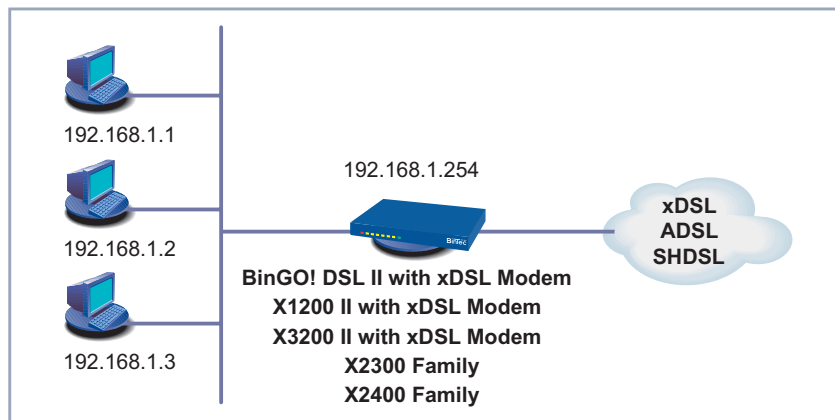 192.168.1.1
192.168.1.2
192.168.1.3
192.168.1.254
BinTec
BinGO! DSL II with xDSL Modem
X1200 II with xDSL Modem
X3200 II with xDSL Modem
X2300 Family
X2400 Family
xDSL
ADSL
SHDSL